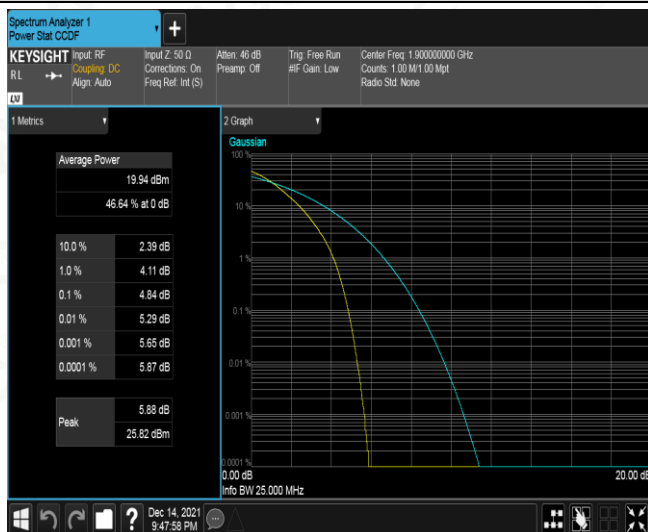 Spectrum Analyzer 1
Power Stat CCDF
+
KEYSIGHT
RL
LXI
Input: RF
Coupling: DC
Align: Auto
Input Z: 50 Ω
Corrections: On
Freq Ref: Int (S)
Atten: 46 dB
Preamp: Off
Trig: Free Run
#IF Gain: Low
Center Freq: 1.900000000 GHz
Counts: 1.00 M/1.00 Mpt
Radio Std: None
1 Metrics
Average Power
19.94 dBm
46.64 % at 0 dB
10.0 % 2.39 dB
1.0 % 4.11 dB
0.1 % 4.84 dB
0.01 % 5.29 dB
0.001 % 5.65 dB
0.0001 % 5.87 dB
Peak
5.88 dB
25.82 dBm
2 Graph
Gaussian
100 %
10 %
1 %
0.1 %
0.01 %
0.001 %
0.0001 %
0.00 dB 20.00 dB
Info BW 25.000 MHz
? Dec 14, 2021
9:47:58 PM